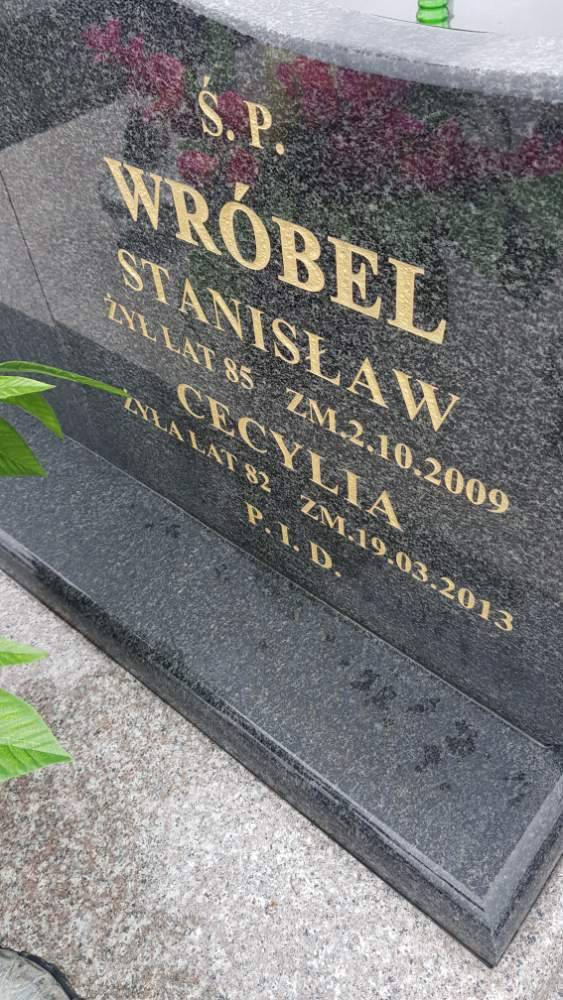 Ś. P.
WRÓBEL
STANISŁAW
ŻYŁ LAT 85 ZM.2.10.2009
CECYLIA
ŻYŁA LAT 82 ZM.19.03.2013
P. I. D.